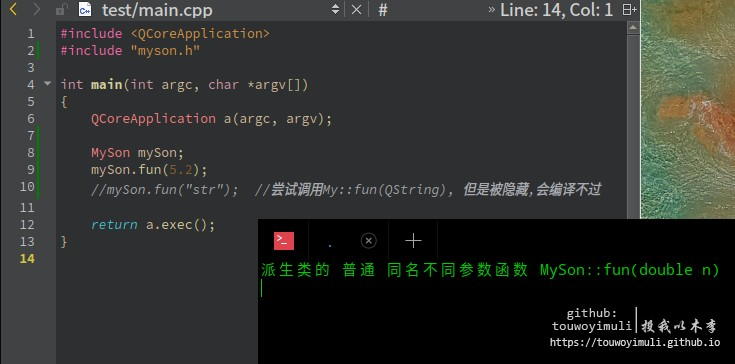 test/main.cpp # » Line: 14, Col: 1
1 #include <QCoreApplication>
2 #include "myson.h"
3
4 int main(int argc, char *argv[])
5 {
6 QCoreApplication a(argc, argv);
7
8 MySon mySon;
9 mySon.fun(5.2);
10 //mySon.fun("str"); //尝试调用My::fun(QString), 但是被隐藏,会编译不过
11
12 return a.exec();
13 }
14
派生类的 普通 同名不同参数函数 MySon::fun(double n)
github:
touwoyimuli
投我以木李
https://touwoyimuli.github.io